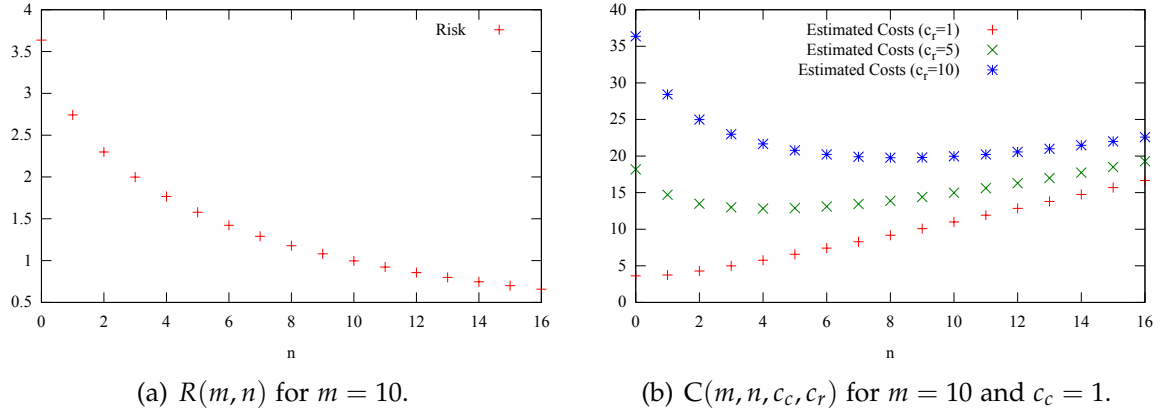 4
3.5
3
2.5
2
1.5
1
0.5
0 2 4 6 8 10 12 14 16
n
Risk
(a) R(m, n) for m = 10.
40
35
30
25
20
15
10
5
0
0 2 4 6 8 10 12 14 16
n
Estimated Costs (c_r=1)
Estimated Costs (c_r=5)
Estimated Costs (c_r=10)
(b) C(m, n, c_c, c_r) for m = 10 and c_c = 1.